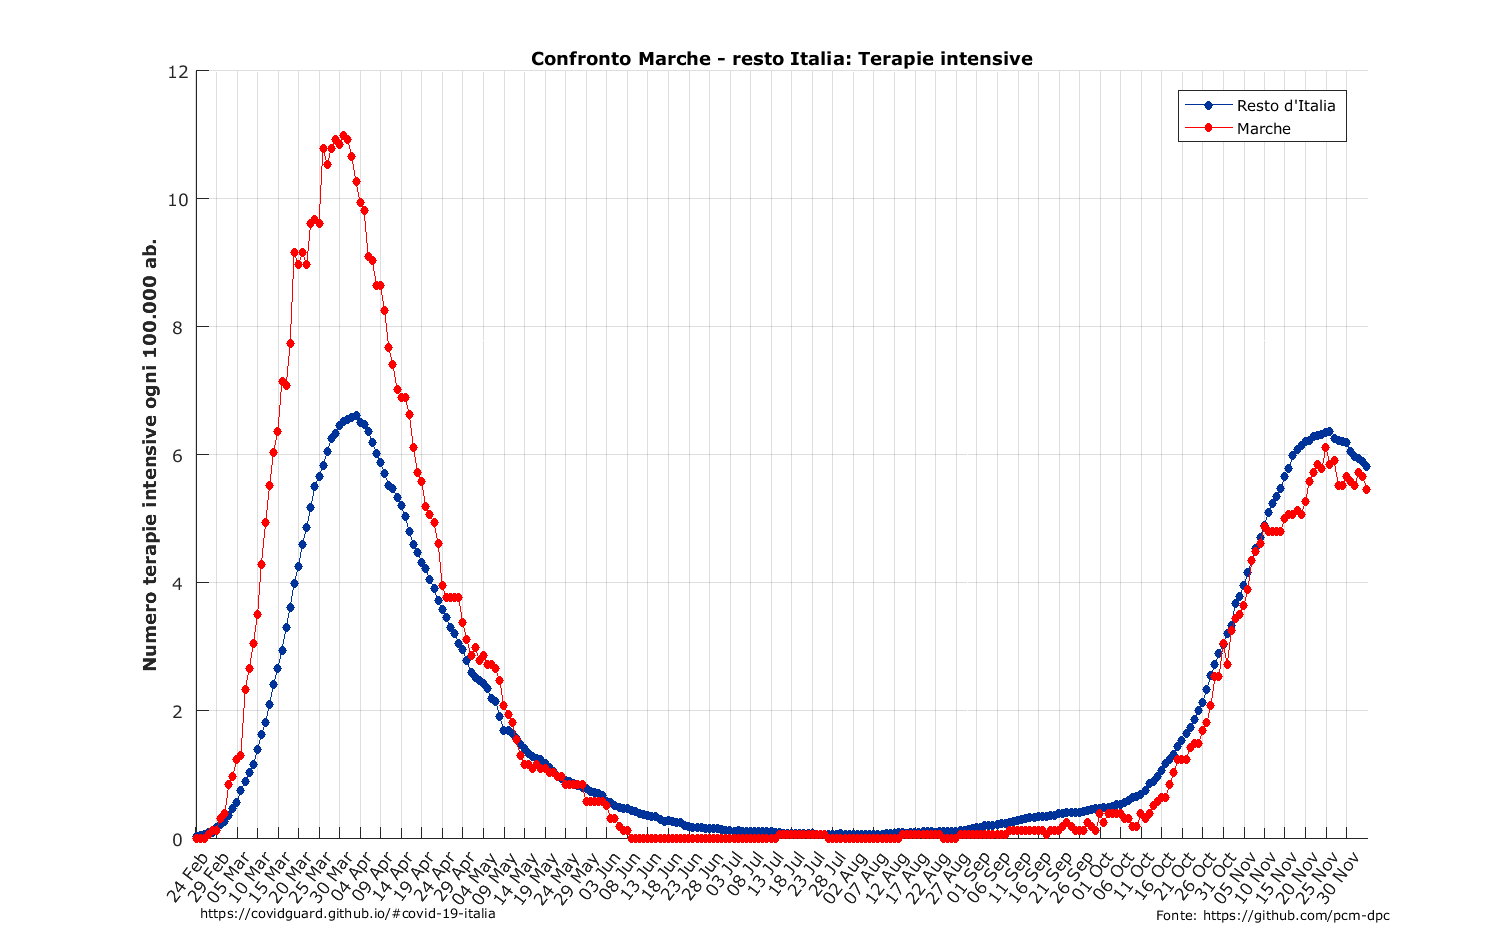 Confronto Marche - resto Italia: Terapie intensive
Resto d'Italia
Marche
Numero terapie intensive ogni 100.000 ab.
12
10
8
6
4
2
0
24 Feb
29 Feb
05 Mar
10 Mar
15 Mar
20 Mar
25 Mar
30 Mar
04 Apr
09 Apr
14 Apr
19 Apr
24 Apr
29 Apr
04 May
09 May
14 May
19 May
24 May
29 May
03 Jun
08 Jun
13 Jun
18 Jun
23 Jun
28 Jun
03 Jul
08 Jul
13 Jul
18 Jul
23 Jul
28 Jul
02 Aug
07 Aug
12 Aug
17 Aug
22 Aug
27 Aug
01 Sep
06 Sep
11 Sep
16 Sep
21 Sep
26 Sep
01 Oct
06 Oct
11 Oct
16 Oct
21 Oct
26 Oct
31 Oct
05 Nov
10 Nov
15 Nov
20 Nov
25 Nov
30 Nov
https://covidguard.github.io/#covid-19-italia
Fonte: https://github.com/pcm-dpc